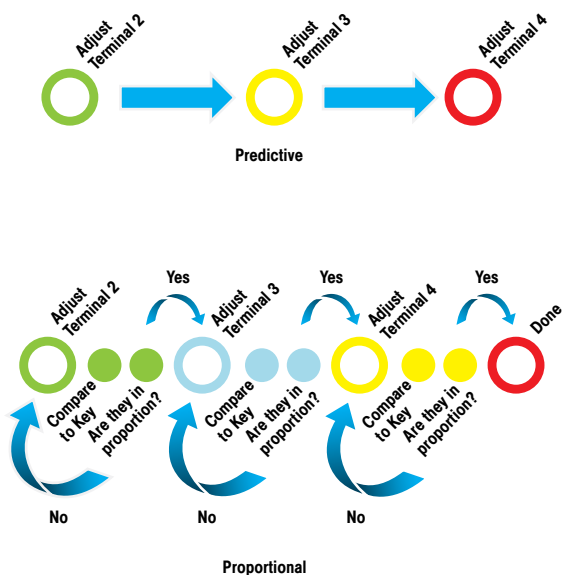 Adjust
Terminal 2
Adjust
Terminal 3
Adjust
Terminal 4
Predictive
Yes
Yes
Yes
Adjust
Terminal 2
Adjust
Terminal 3
Adjust
Terminal 4
Done
Compare
to Key
Are they in
proportion?
Compare
to Key
Are they in
proportion?
Compare
to Key
Are they in
proportion?
No
No
No
Proportional